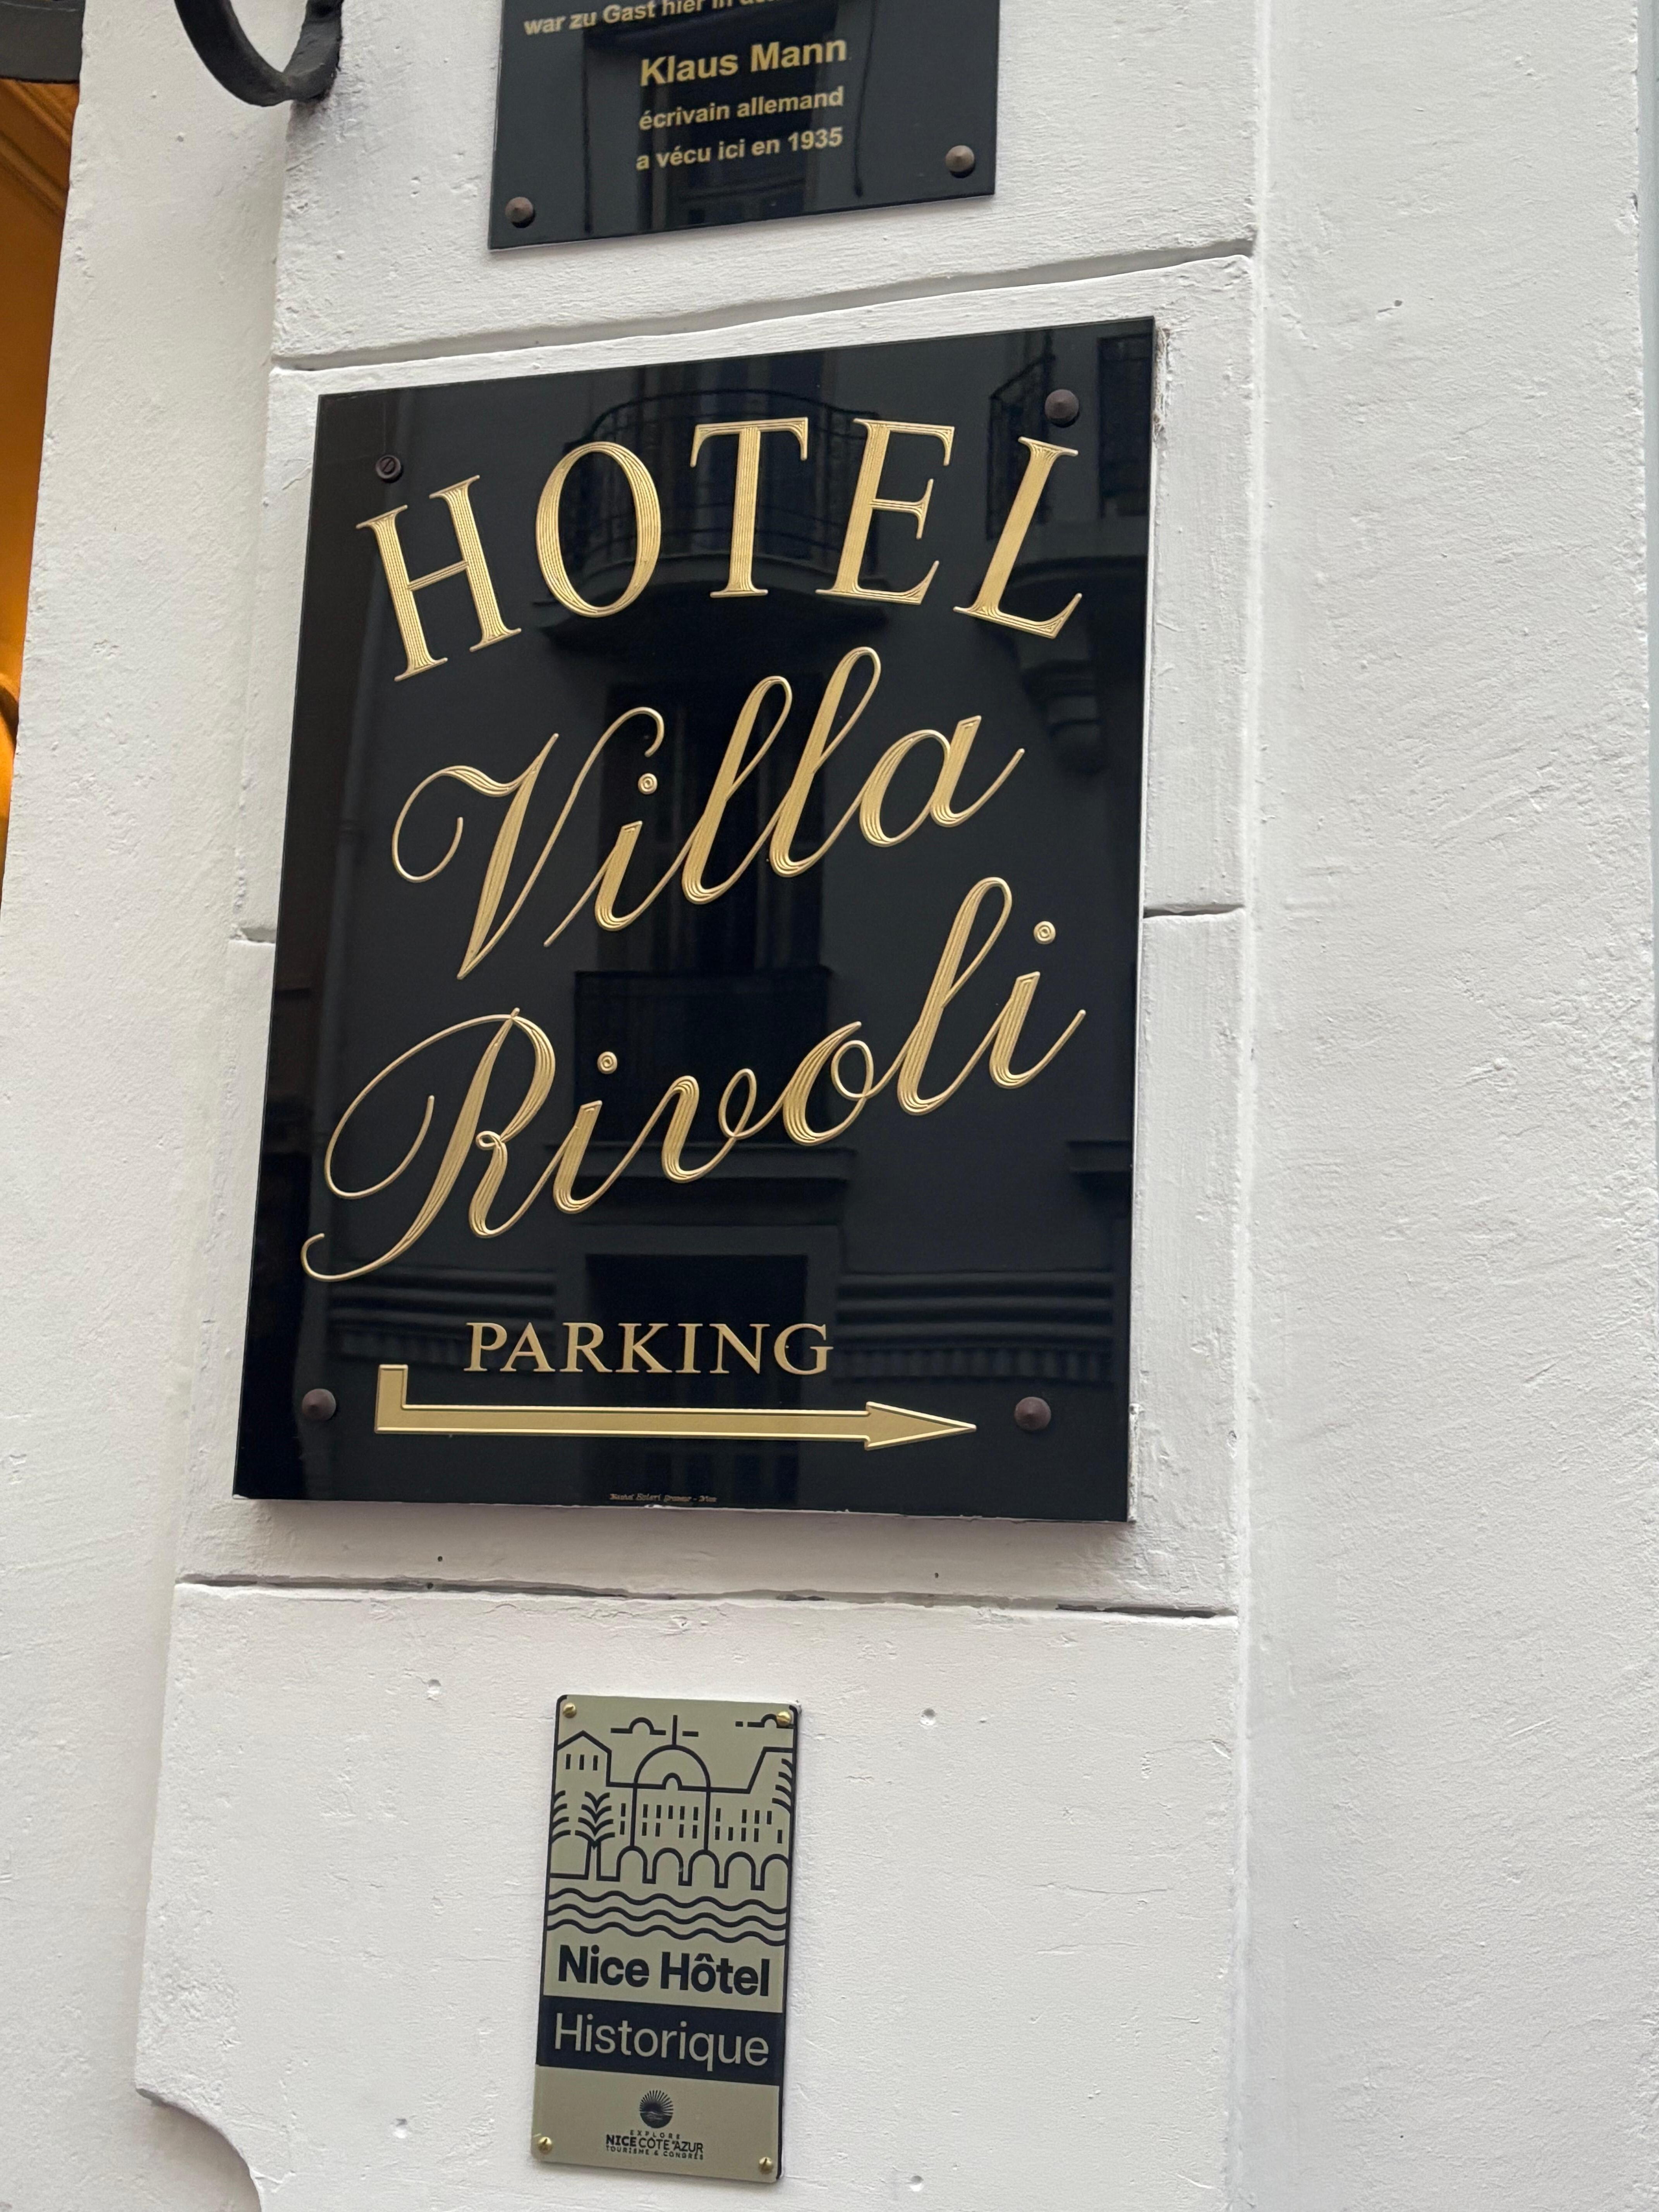 war zu Gast hier in
Klaus Mann
écrivain allemand
a vécu ici en 1935
HOTEL
Villa
Rivoli
PARKING
Nice Hôtel
Historique
EXPLORE
NICE CÔTE D'AZUR
TOURISME & CONGRÈS